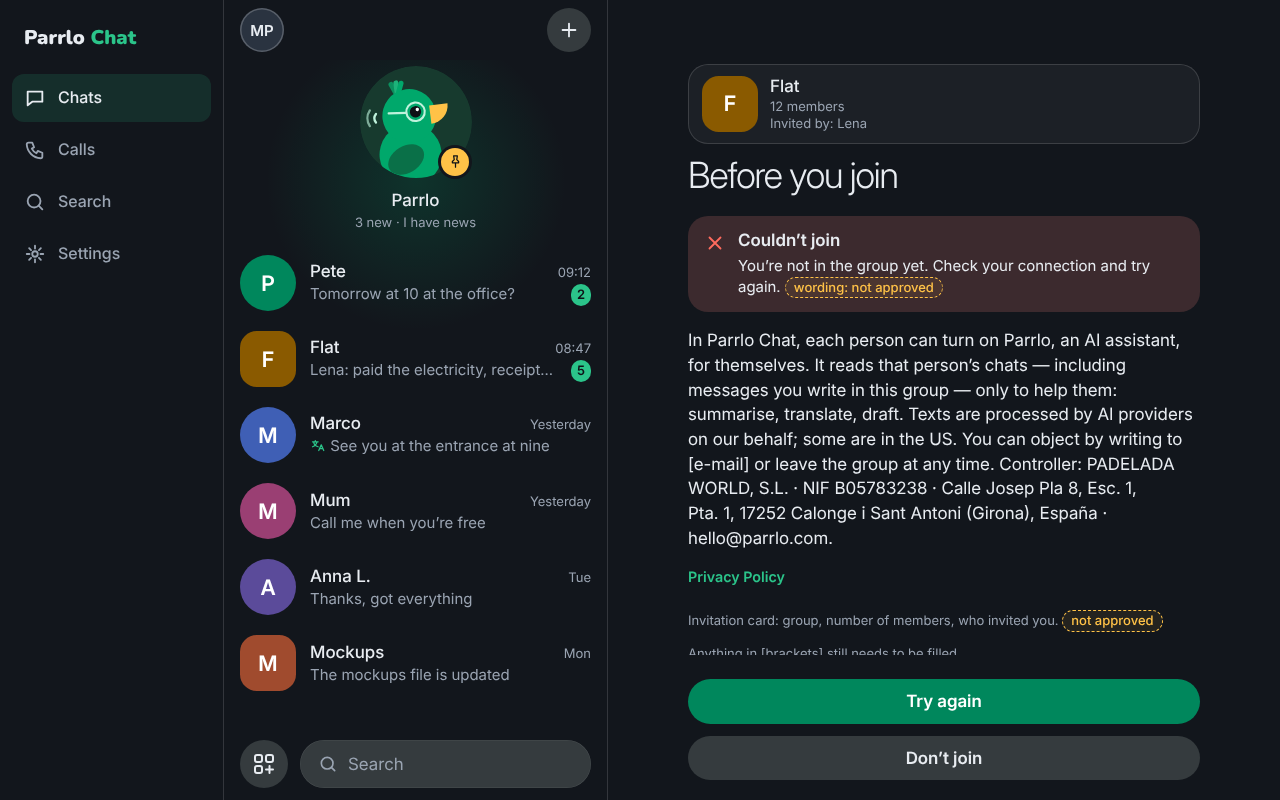 Parrlo Chat
Chats
Calls
Search
Settings
MP
Parrlo
3 new · I have news
P
Pete
09:12
Tomorrow at 10 at the office?
2
F
Flat
08:47
Lena: paid the electricity, receipt…
5
M
Marco
Yesterday
See you at the entrance at nine
M
Mum
Yesterday
Call me when you’re free
A
Anna L.
Tue
Thanks, got everything
M
Mockups
Mon
The mockups file is updated
Search
F
Flat
12 members
Invited by: Lena
Before you join
Couldn’t join
You’re not in the group yet. Check your connection and try
again. wording: not approved
In Parrlo Chat, each person can turn on Parrlo, an AI assistant,
for themselves. It reads that person’s chats — including
messages you write in this group — only to help them:
summarise, translate, draft. Texts are processed by AI providers
on our behalf; some are in the US. You can object by writing to
[e-mail] or leave the group at any time. Controller: PADELADA
WORLD, S.L. · NIF B05783238 · Calle Josep Pla 8, Esc. 1,
Pta. 1, 17252 Calonge i Sant Antoni (Girona), España ·
hello@parrlo.com.
Privacy Policy
Invitation card: group, number of members, who invited you. not approved
Anything in [brackets] still needs to be filled
Try again
Don’t join